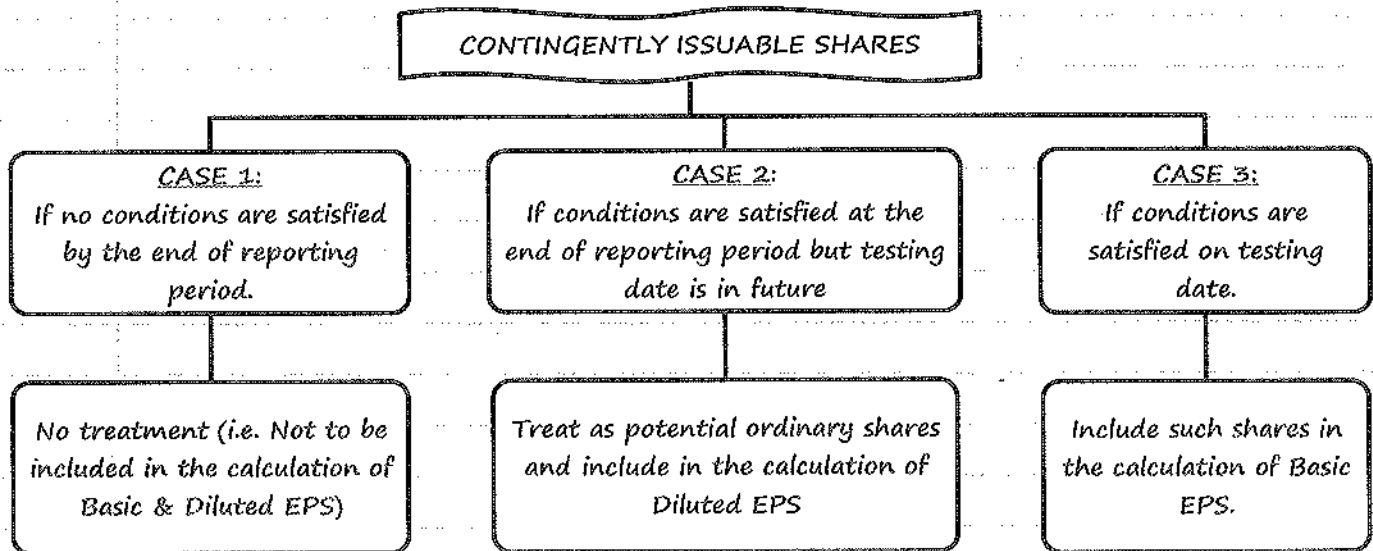 CONTINGENTLY ISSUABLE SHARES
CASE 1:
If no conditions are satisfied
by the end of reporting
period.
CASE 2:
If conditions are satisfied at the
end of reporting period but testing
date is in future
CASE 3:
If conditions are
satisfied on testing
date.
No treatment (i.e. Not to be
included in the calculation of
Basic & Diluted EPS)
Treat as potential ordinary shares
and include in the calculation of
Diluted EPS
Include such shares in
the calculation of Basic
EPS.